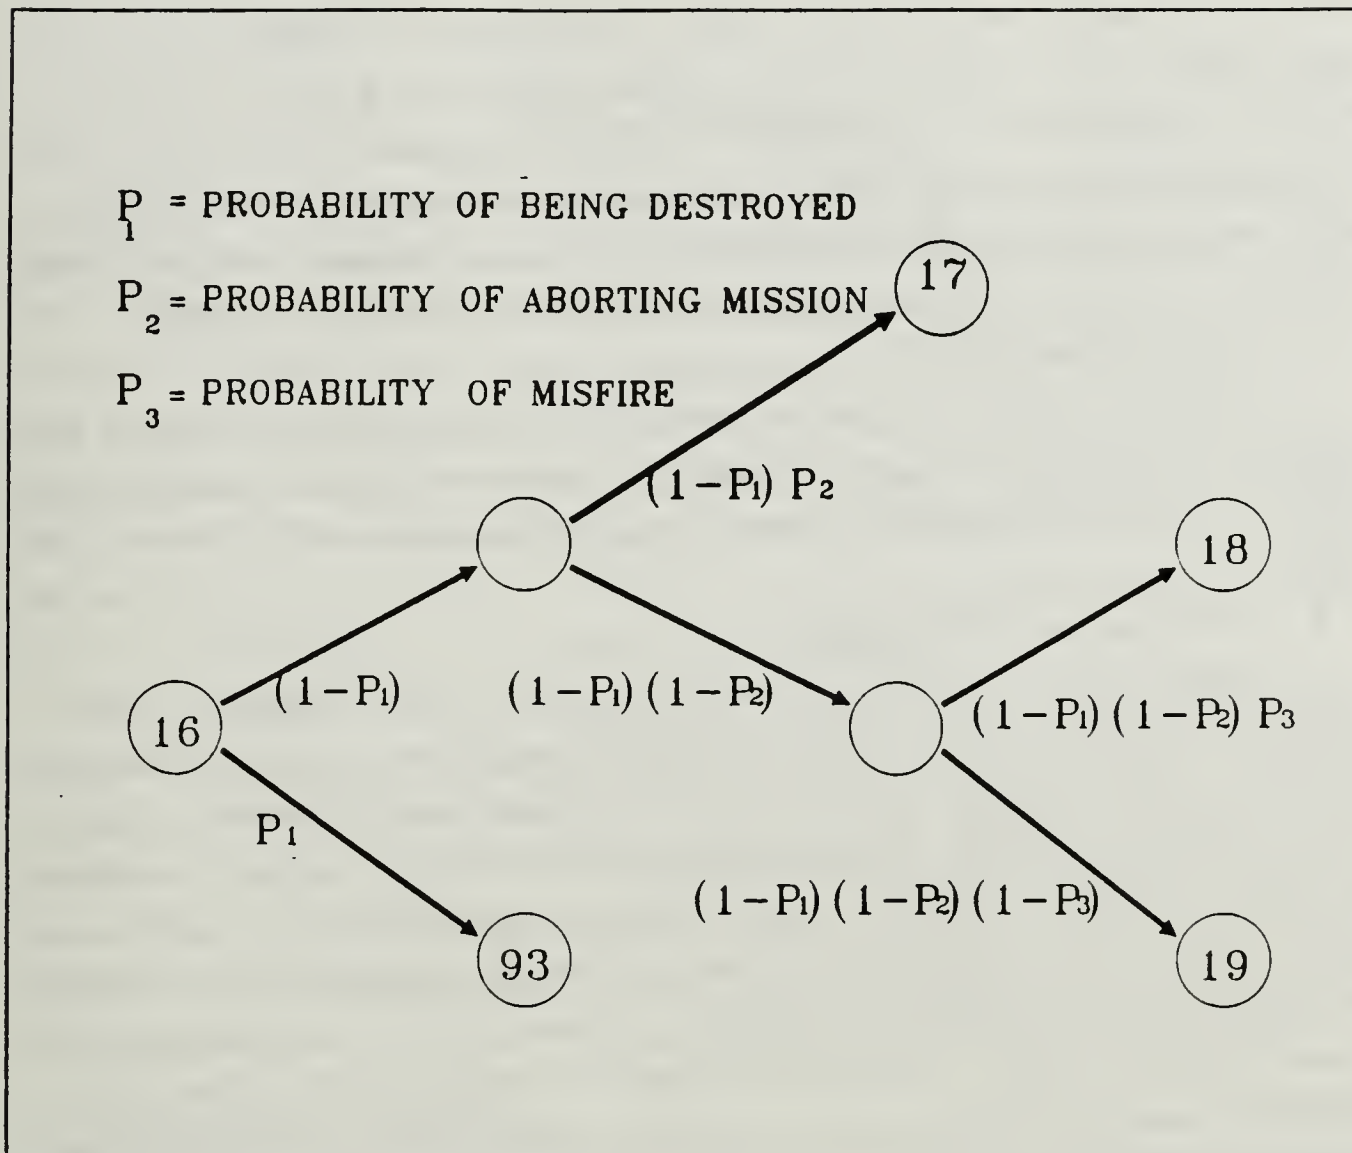 P1 = PROBABILITY OF BEING DESTROYED
17
P2 = PROBABILITY OF ABORTING MISSION
P3 = PROBABILITY OF MISFIRE
(1-P1) P2
18
(1-P1)
(1-P1) (1-P2)
(1-P1) (1-P2) P3
16
P1
(1-P1) (1-P2) (1-P3)
93
19